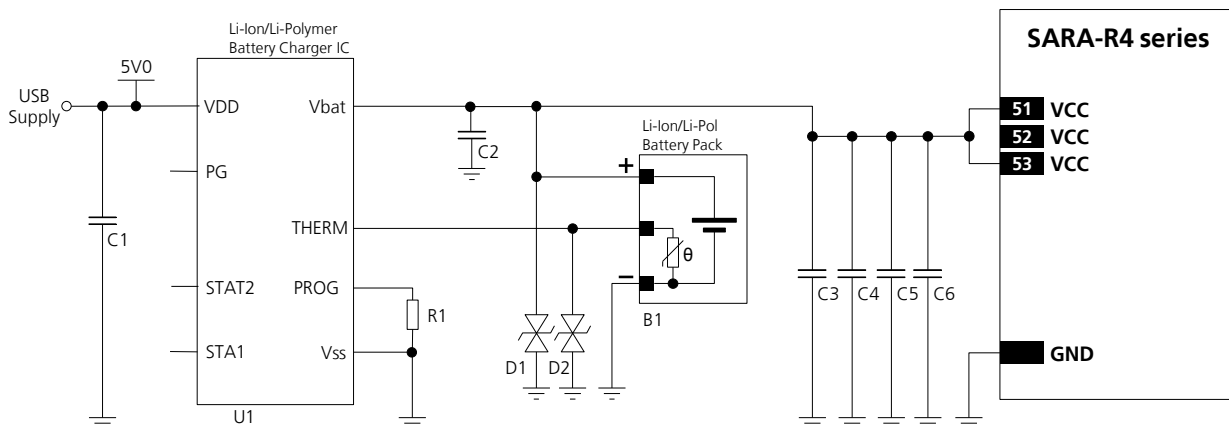 Li-Ion/Li-Polymer
Battery Charger IC
SARA-R4 series
5V0
USB
Supply
VDD
Vbat
51 VCC
52 VCC
53 VCC
Li-Ion/Li-Pol
Battery Pack
C2
+
PG
C1
THERM
θ
STAT2
PROG
−
C3
C4
C5
C6
R1
B1
STA1
Vss
D1
D2
GND
U1